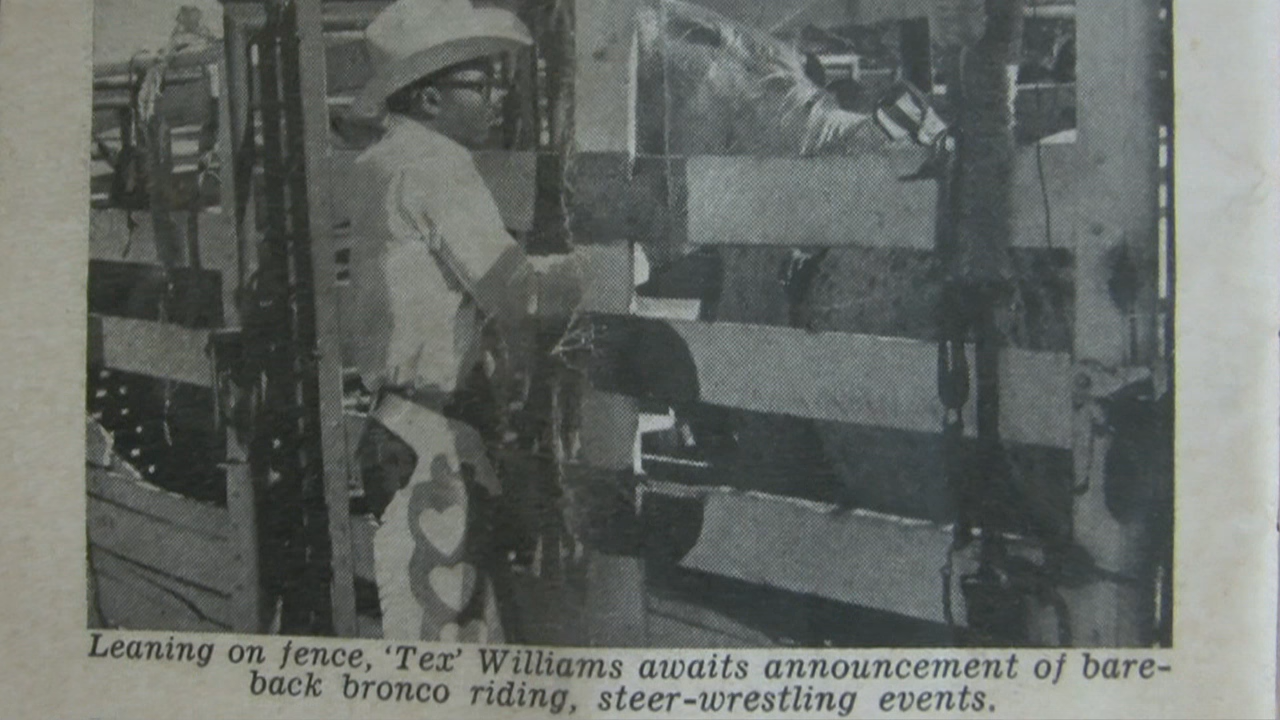 Leaning on fence, 'Tex' Williams awaits announcement of bare-
back bronco riding, steer-wrestling events.